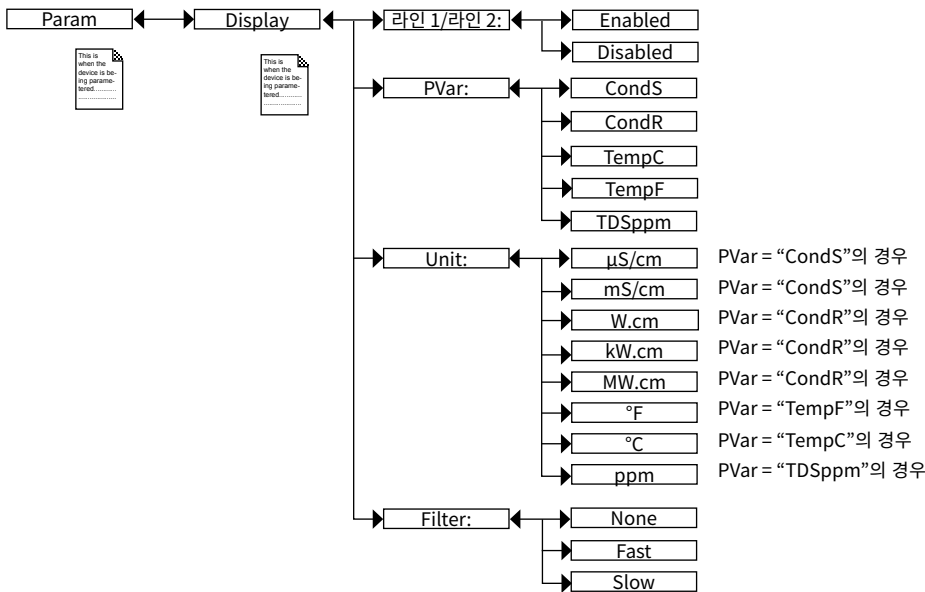 Param
Display
라인 1/라인 2:
Enabled
Disabled
This is
when the
device is be-
ing parame-
tered............
......................
This is
when the
device is be-
ing parame-
tered............
......................
PVar:
CondS
CondR
TempC
TempF
TDSppm
Unit:
µS/cm
PVar = “CondS”의 경우
mS/cm
PVar = “CondS”의 경우
W.cm
PVar = “CondR”의 경우
kW.cm
PVar = “CondR”의 경우
MW.cm
PVar = “CondR”의 경우
°F
PVar = “TempF”의 경우
°C
PVar = “TempC”의 경우
ppm
PVar = “TDSppm”의 경우
Filter:
None
Fast
Slow